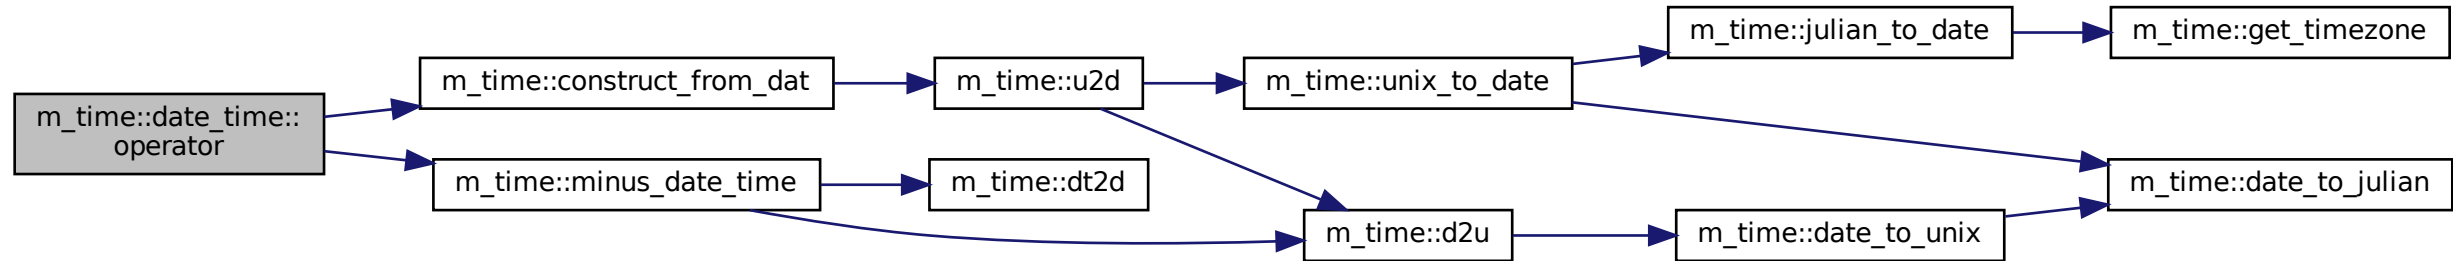 m_time::date_time::
operator
m_time::construct_from_dat
m_time::u2d
m_time::unix_to_date
m_time::julian_to_date
m_time::get_timezone
m_time::minus_date_time
m_time::dt2d
m_time::d2u
m_time::date_to_unix
m_time::date_to_julian